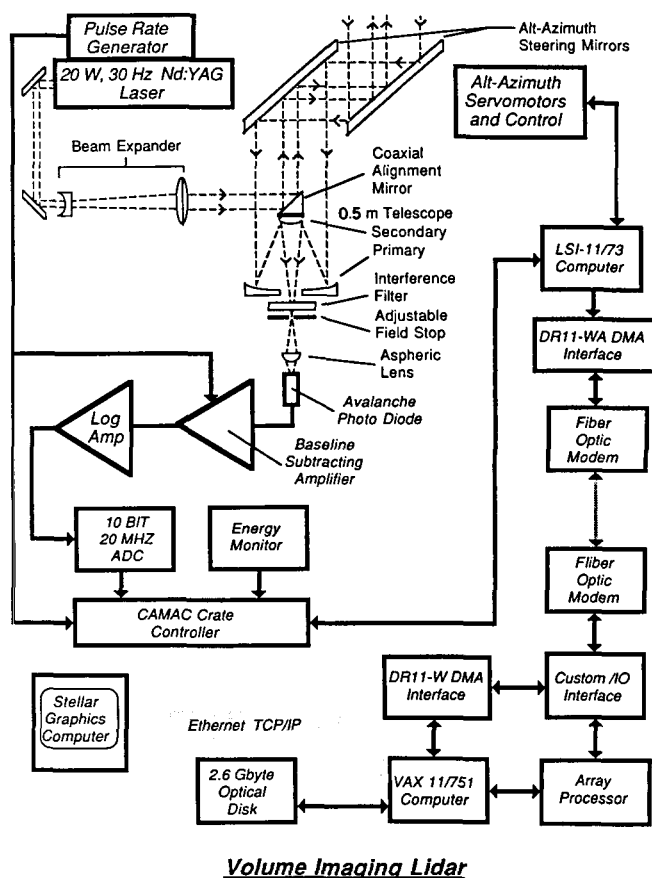 Pulse Rate
Generator
20 W, 30 Hz Nd:YAG
Laser
Alt-Azimuth
Steering Mirrors
Alt-Azimuth
Servomotors
and Control
Beam Expander
Coaxial
Alignment
Mirror
0.5 m Telescope
Secondary
Primary
Interference
Filter
Adjustable
Field Stop
Aspheric
Lens
Avalanche
Photo Diode
Log
Amp
Baseline
Subtracting
Amplifier
LSI-11/73
Computer
DR11-WA DMA
Interface
Fiber
Optic
Modem
10 BIT
20 MHZ
ADC
Energy
Monitor
Fliber
Optic
Modem
CAMAC Crate
Controller
DR11-W DMA
Interface
Custom /IO
Interface
Stellar
Graphics
Computer
Ethernet TCP/IP
2.6 Gbyte
Optical
Disk
VAX 11/751
Computer
Array
Processor
Volume Imaging Lidar